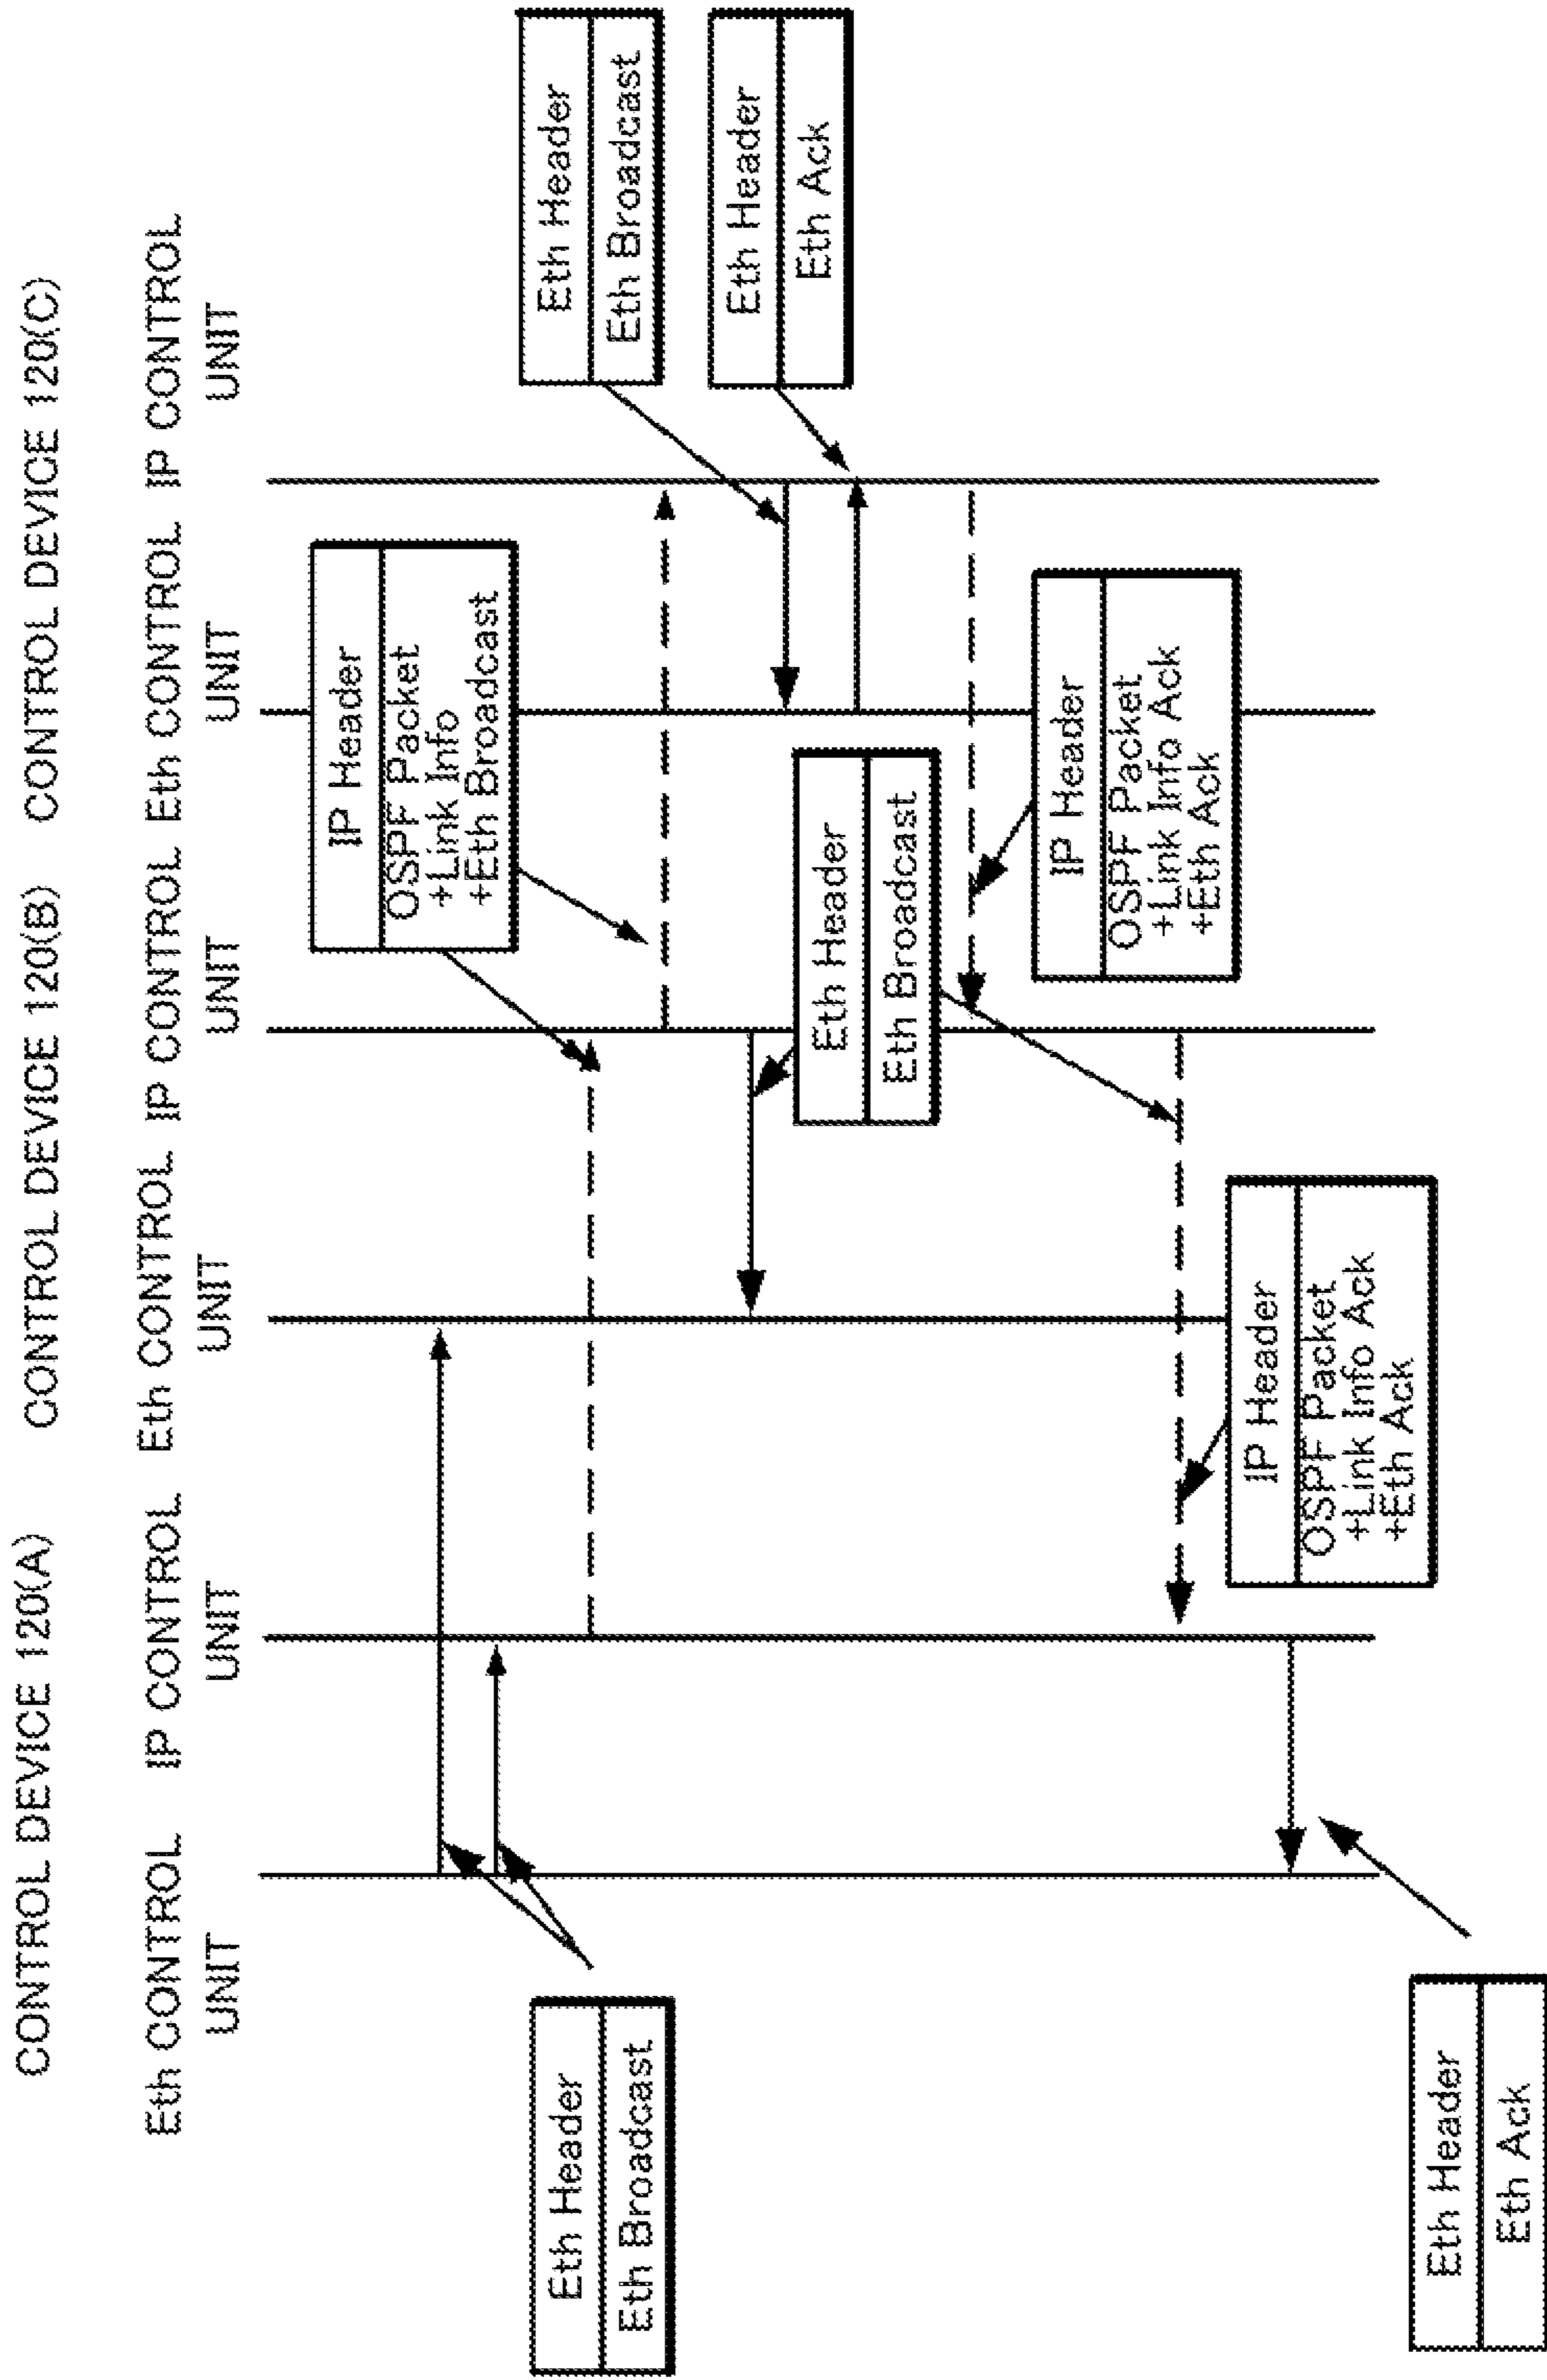 CONTROL DEVICE 120(A)
CONTROL DEVICE 120(B)
CONTROL DEVICE 120(C)
Eth CONTROL
UNIT
IP CONTROL
UNIT
Eth CONTROL
UNIT
IP CONTROL
UNIT
Eth CONTROL
UNIT
IP CONTROL
UNIT
Eth Header
Eth Broadcast
IP Header
OSPF Packet
+Link Info
+Eth Broadcast
Eth Header
Eth Broadcast
Eth Header
Eth Ack
Eth Header
Eth Broadcast
IP Header
OSPF Packet
+Link Info Ack
+Eth Ack
IP Header
OSPF Packet
+Link Info Ack
+Eth Ack
Eth Header
Eth Ack